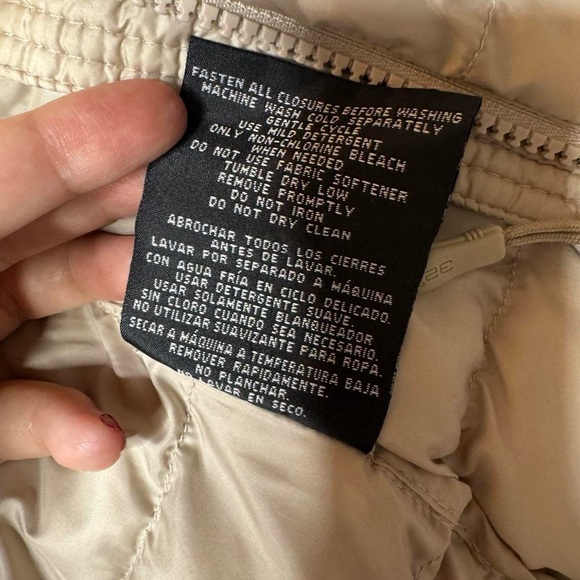 FASTEN ALL CLOSURES BEFORE WASHING
MACHINE WASH COLD SEPARATELY
GENTLE CYCLE
USE MILD DETERGENT
ONLY NON-CHLORINE BLEACH
WHEN NEEDED
DO NOT USE FABRIC SOFTENER
TUMBLE DRY LOW
REMOVE PROMPTLY
DO NOT IRON
DO NOT DRY CLEAN
ABROCHAR TODOS LOS CIERRES
ANTES DE LAVAR.
LAVAR POR SEPARADO A MÁQUINA
CON AGUA FRÍA EN CICLO DELICADO.
USAR DETERGENTE SUAVE.
USAR SOLAMENTE BLANQUEADOR
SIN CLORO CUANDO SEA NECESARIO.
NO UTILIZAR SUAVIZANTE PARA ROPA.
SECAR A MÁQUINA A TEMPERATURA BAJA
REMOVER RAPIDAMENTE.
NO PLANCHAR.
NO LAVAR EN SECO.